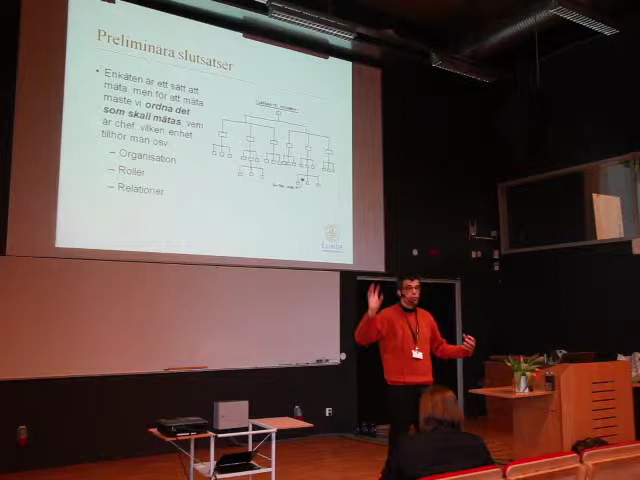 Preliminära slutsatser
• Enkäten är ett sätt att
mäta, men för att mäta
måste vi ordna det
som skall mätas, vem
är chef, vilken enhet
tillhör man osv.
– Organisation
– Roller
– Relationer
LUNDS